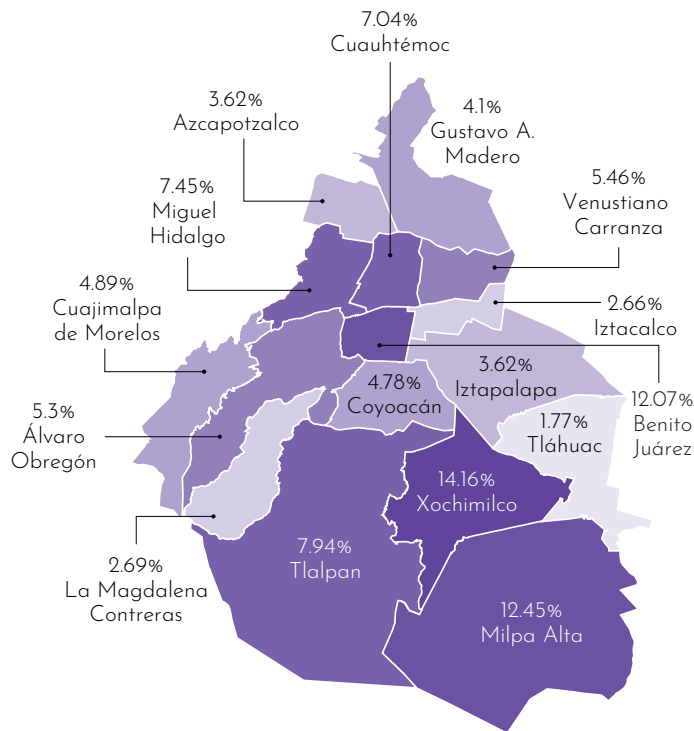 7.04%
Cuauhtémoc
3.62%
Azcapotzalco
4.1%
Gustavo A.
Madero
7.45%
Miguel
Hidalgo
5.46%
Venustiano
Carranza
4.89%
Cuajimalpa
de Morelos
2.66%
Iztacalco
3.62%
Iztapalapa
4.78%
Coyoacán
12.07%
Benito
Juárez
5.3%
Álvaro
Obregón
1.77%
Tláhuac
14.16%
Xochimilco
7.94%
Tlalpan
2.69%
La Magdalena
Contreras
12.45%
Milpa Alta